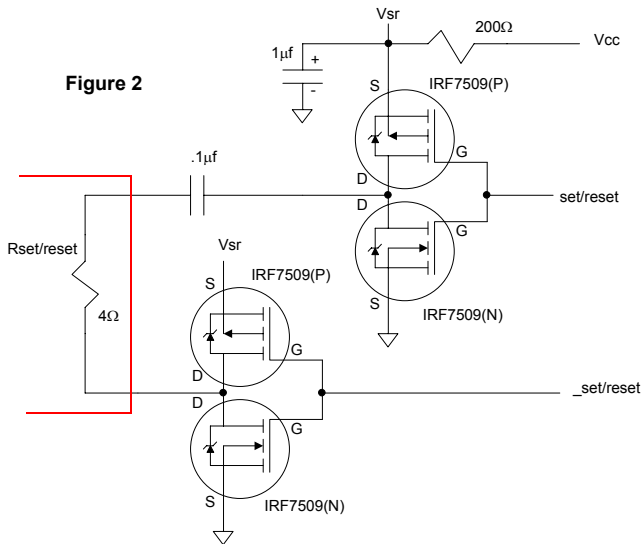 Vsr
200Ω
Vcc
1μf
+
-
Figure 2
S
IRF7509(P)
G
.1μf
D
D
set/reset
G
Rset/reset
Vsr
S
IRF7509(P)
IRF7509(N)
S
4Ω
G
D
D
_set/reset
G
S
IRF7509(N)